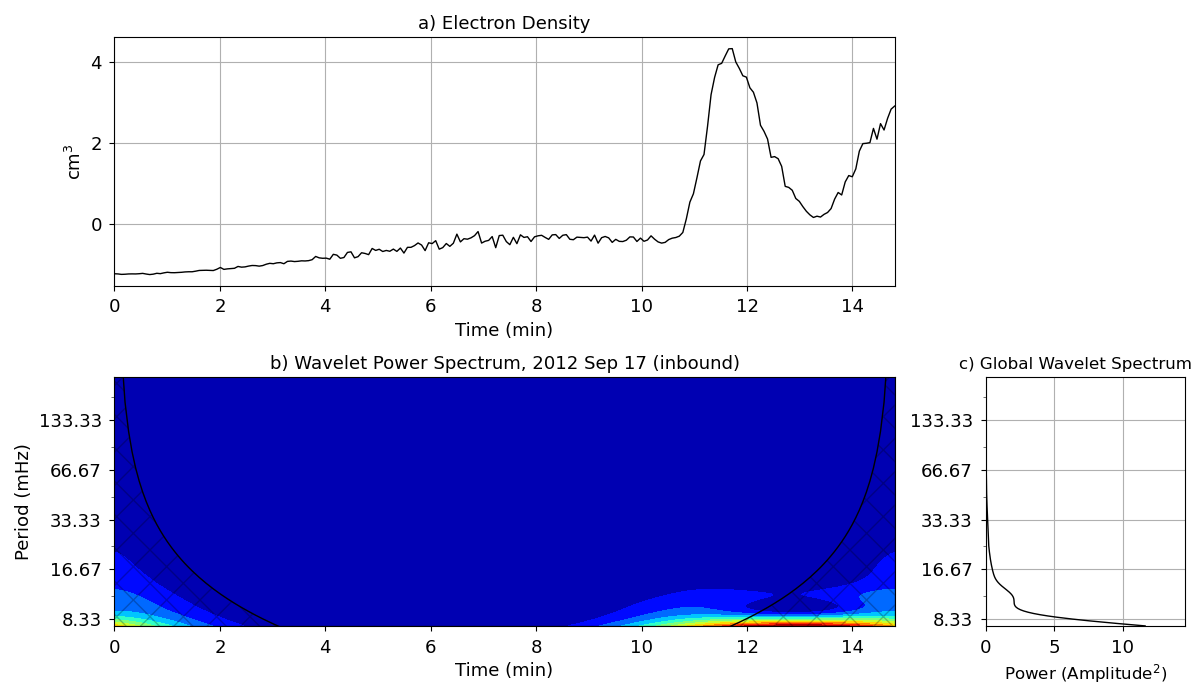 a) Electron Density
4
2
0
cm³
0 2 4 6 8 10 12 14
Time (min)
b) Wavelet Power Spectrum, 2012 Sep 17 (inbound)
133.33
66.67
33.33
16.67
8.33
Period (mHz)
0 2 4 6 8 10 12 14
Time (min)
c) Global Wavelet Spectrum
133.33
66.67
33.33
16.67
8.33
0 5 10
Power (Amplitude²)